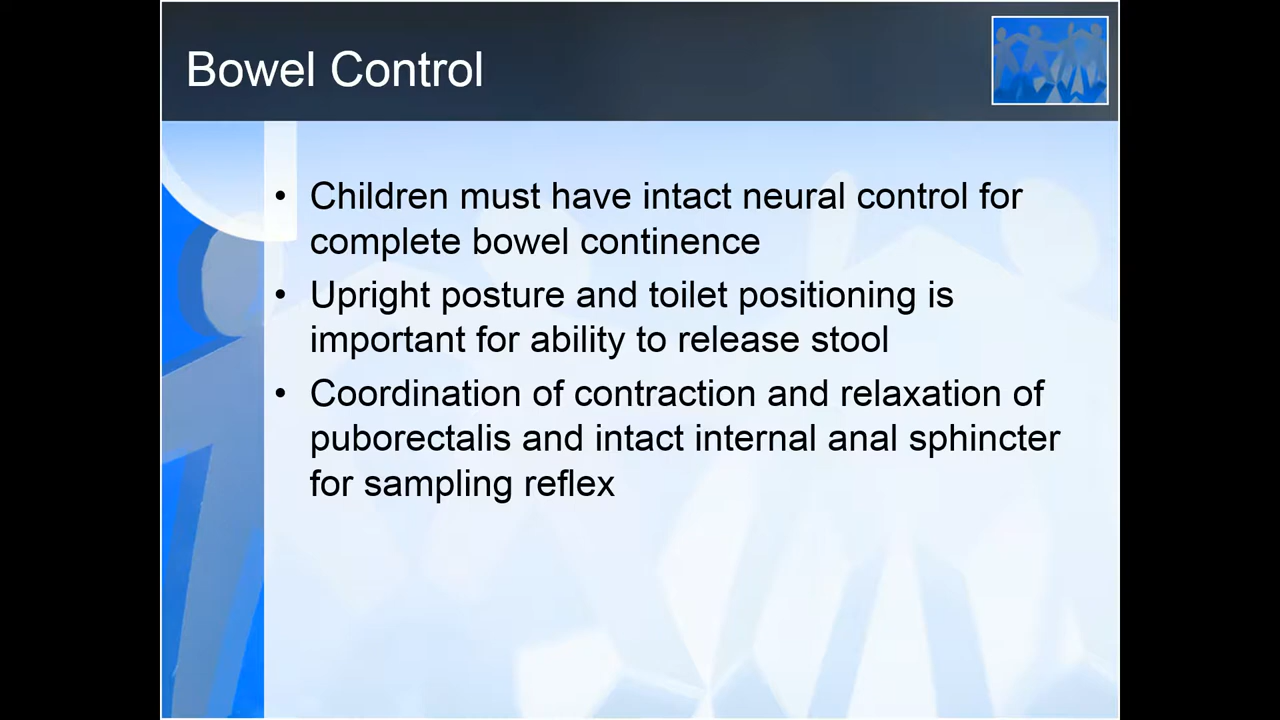 Bowel Control
• Children must have intact neural control for
complete bowel continence
• Upright posture and toilet positioning is
important for ability to release stool
• Coordination of contraction and relaxation of
puborectalis and intact internal anal sphincter
for sampling reflex